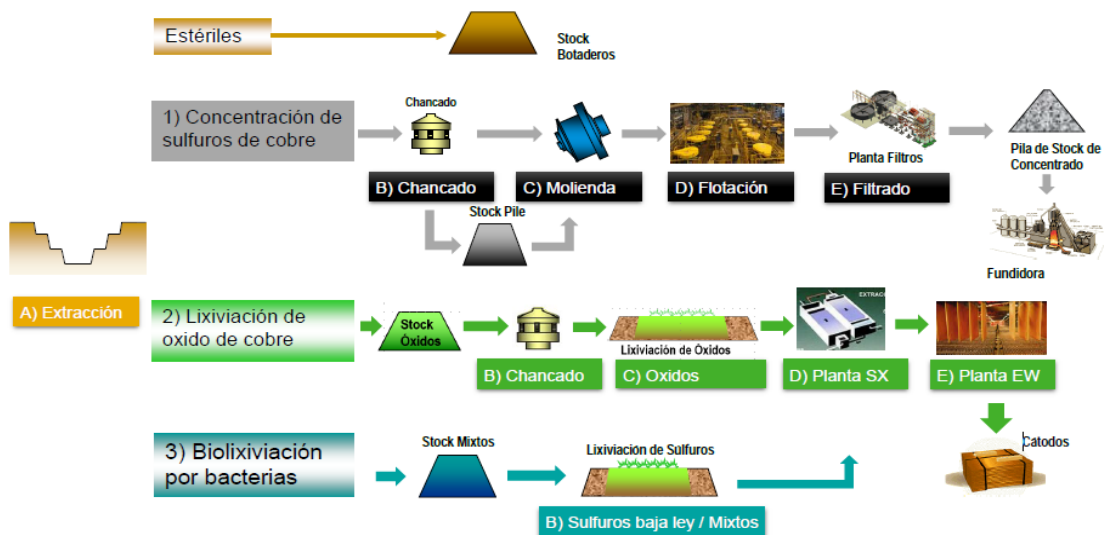 Estériles
Stock
Botaderos
1) Concentración de
sulfuros de cobre
Chancado
B) Chancado
Stock Pile
C) Molienda
D) Flotación
Planta Filtros
E) Filtrado
Pila de Stock de
Concentrado
Fundidora
A) Extracción
2) Lixiviación de
oxido de cobre
Stock
Óxidos
B) Chancado
Lixiviación de Óxidos
C) Oxidos
EXTRAC
D) Planta SX
E) Planta EW
Cátodos
3) Biolixiviación
por bacterias
Stock Mixtos
Lixiviación de Sulfuros
B) Sulfuros baja ley / Mixtos